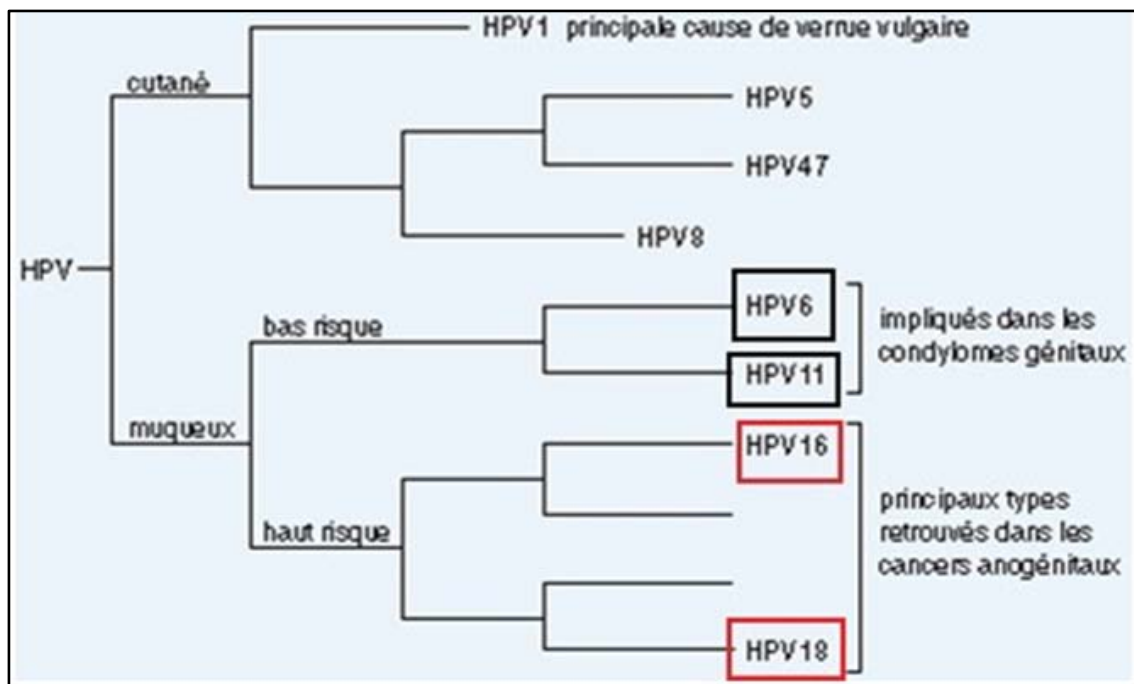 HPV1 principale cause de verrue vulgaire
cutané
HPV5
HPV47
HPV8
HPV
HPV6
bas risque
impliqués dans les
condylomes génitaux
HPV11
muqueux
HPV16
principaux types
haut risque
retrouvés dans les
cancers anogénitaux
HPV18